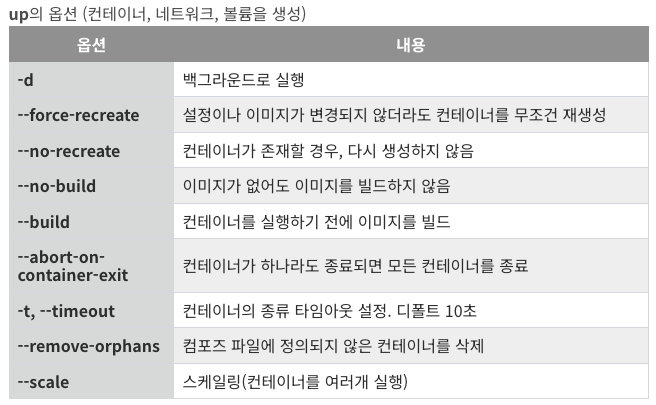 up의 옵션 (컨테이너, 네트워크, 볼륨을 생성)
옵션 내용
-d 백그라운드로 실행
--force-recreate 설정이나 이미지가 변경되지 않더라도 컨테이너를 무조건 재생성
--no-recreate 컨테이너가 존재할 경우, 다시 생성하지 않음
--no-build 이미지가 없어도 이미지를 빌드하지 않음
--build 컨테이너를 실행하기 전에 이미지를 빌드
--abort-on-
container-exit 컨테이너가 하나라도 종료되면 모든 컨테이너를 종료
-t, --timeout 컨테이너의 종류 타임아웃 설정. 디폴트 10초
--remove-orphans 컴포즈 파일에 정의되지 않은 컨테이너를 삭제
--scale 스케일링(컨테이너를 여러개 실행)